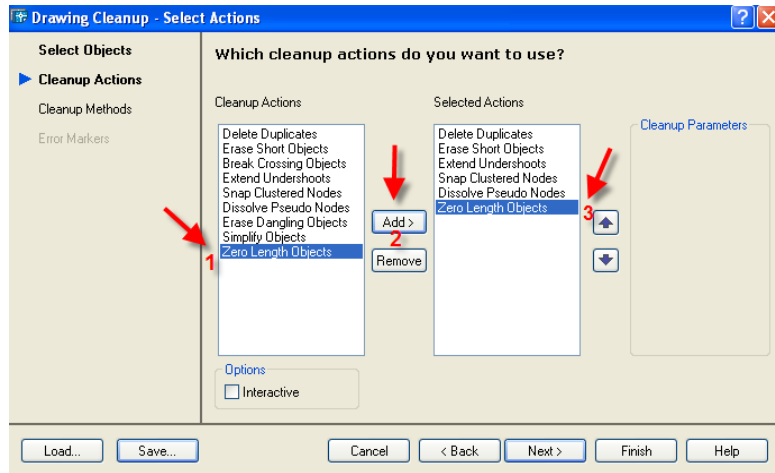 Drawing Cleanup - Select Actions
Select Objects
Cleanup Actions
Cleanup Methods
Error Markers
Which cleanup actions do you want to use?
Cleanup Actions
Delete Duplicates
Erase Short Objects
Break Crossing Objects
Extend Undershoots
Snap Clustered Nodes
Dissolve Pseudo Nodes
Erase Dangling Objects
Simplify Objects
Zero Length Objects
1
Add >
2
Remove
Selected Actions
Delete Duplicates
Erase Short Objects
Extend Undershoots
Snap Clustered Nodes
Dissolve Pseudo Nodes
Zero Length Objects
3
Cleanup Parameters
Options
Interactive
Load...
Save...
Cancel
< Back
Next >
Finish
Help